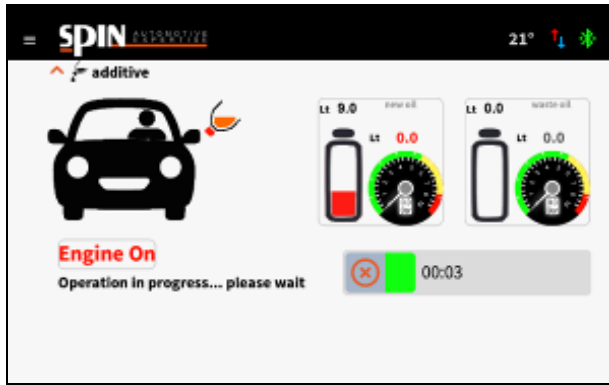 SPIN AUTOMOTIVE EXPERTISE 21°
additive
Lt 9.0 new oil Lt 0.0 waste oil
Lt 0.0 Lt 0.0
Engine On
Operation in progress... please wait
00:03